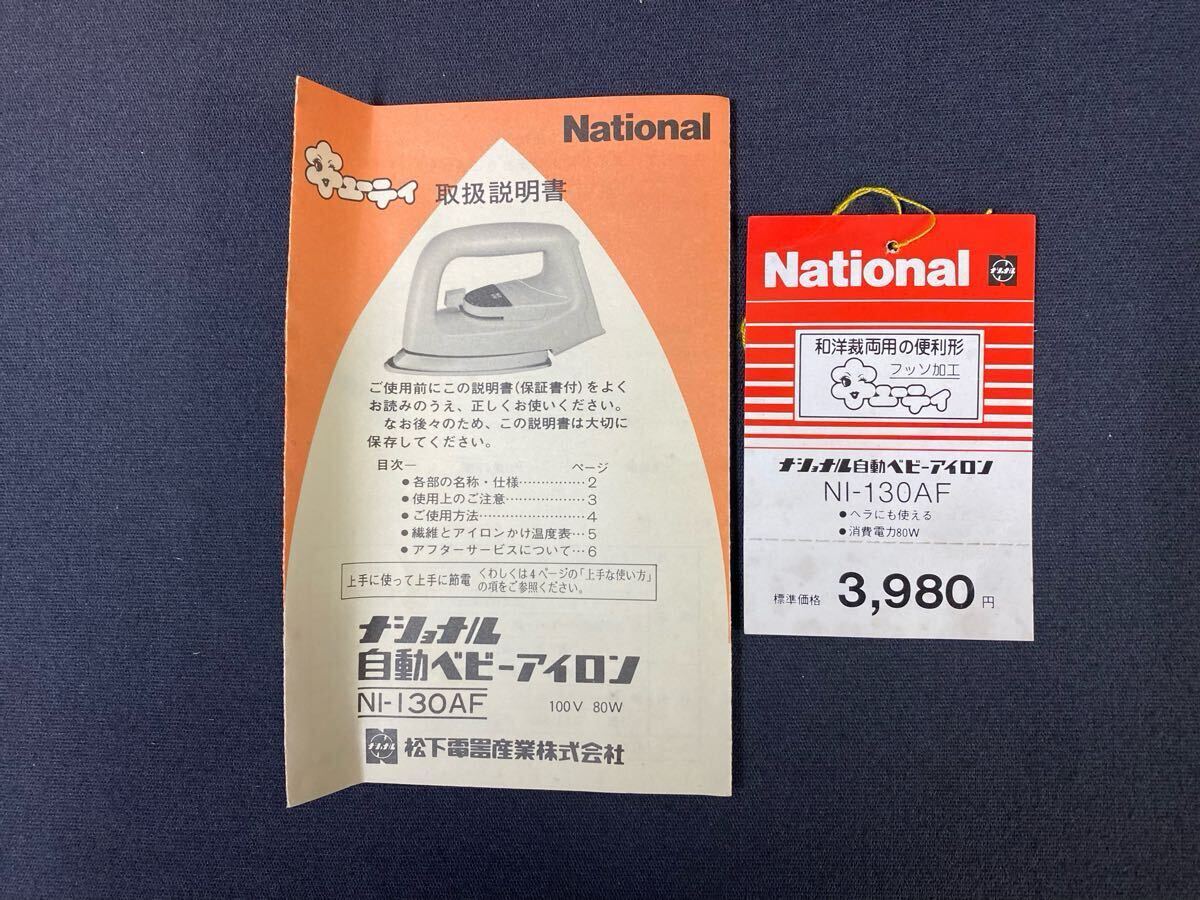 National
キューティ
取扱説明書
ご使用前にこの説明書(保証書付)をよく
お読みのうえ、正しくお使いください。
なお後々のため、この説明書は大切に
保存してください。
目次― ページ
●各部の名称・仕様……………2
●使用上のご注意………………3
●ご使用方法……………………4
●繊維とアイロンかけ温度表…5
●アフターサービスについて…6
上手に使って上手に節電 くわしくは4ページの「上手な使い方」
の項をご参照ください。
ナショナル
自動ベビーアイロン
NI-130AF 100V 80W
ナショナル 松下電器産業株式会社
National ナショナル
和洋裁両用の便利形
フッソ加工
キューティ
ナショナル自動ベビーアイロン
NI-130AF
●ヘラにも使える
●消費電力80W
標準価格 3,980円